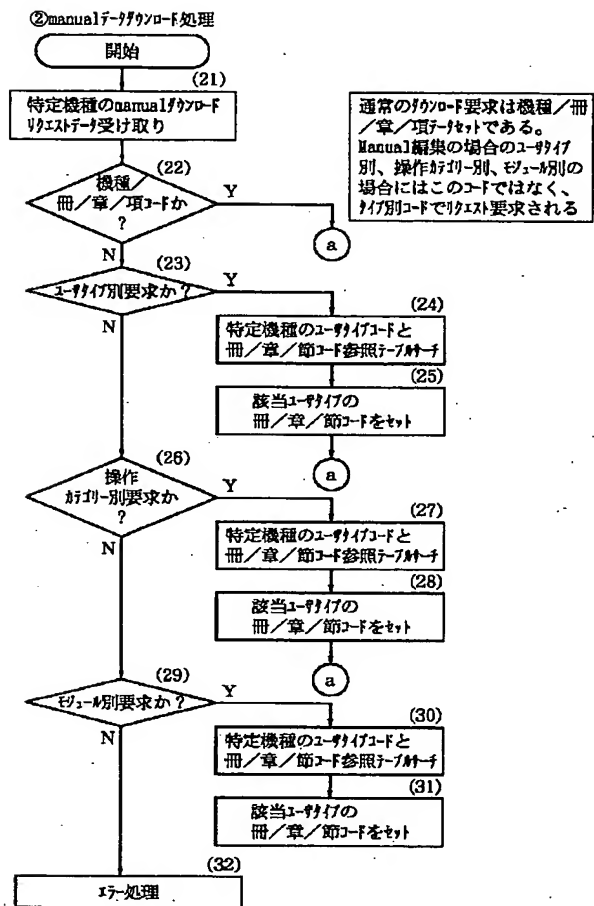 ②manualデータダウンロード処理
開始
(21)
特定機種のmanualダウンロード
リクエストデータ受け取り
通常のダウンロード要求は機種/冊
/章/項データセットである。
Manual編集の場合のユーザタイプ
別、操作カテゴリー別、モジュール別の
場合にはこのコードではなく、
タイプ別コードでリクエスト要求される
(22)
機種/
冊/章/項コードか
?
Y
a
N
(23)
ユーザタイプ別要求か?
Y
N
(24)
特定機種のユーザタイプコードと
冊/章/節コード参照テーブルサーチ
(25)
該当ユーザタイプの
冊/章/節コードをセット
a
(26)
操作
カテゴリー別要求か
?
Y
N
(27)
特定機種のユーザタイプコードと
冊/章/節コード参照テーブルサーチ
(28)
該当ユーザタイプの
冊/章/節コードをセット
a
(29)
モジュール別要求か?
Y
N
(30)
特定機種のユーザタイプコードと
冊/章/節コード参照テーブルサーチ
(31)
該当ユーザタイプの
冊/章/節コードをセット
(32)
エラー処理